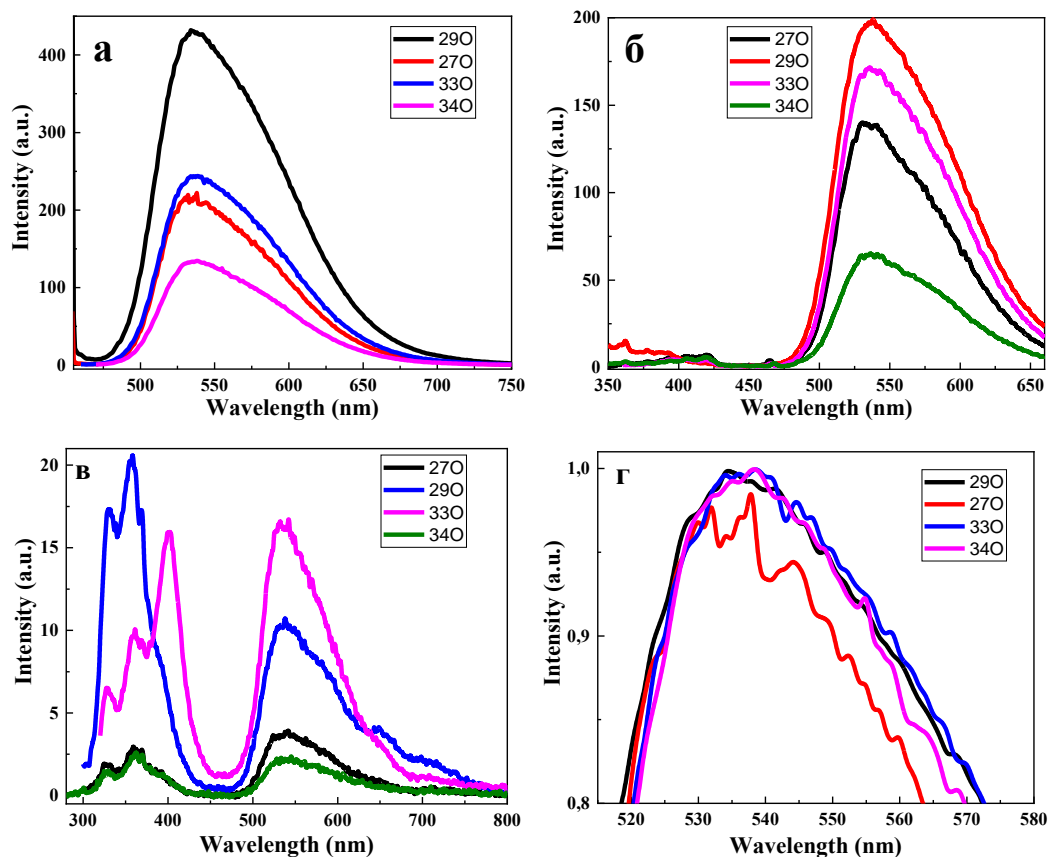 а
29O
27O
33O
34O
Intensity (a.u.)
400
300
200
100
0
500
550
600
650
700
750
Wavelength (nm)
б
27O
29O
33O
34O
Intensity (a.u.)
200
150
100
50
0
350
400
450
500
550
600
650
Wavelength (nm)
в
27O
29O
33O
34O
Intensity (a.u.)
20
15
10
5
0
300
400
500
600
700
800
Wavelength (nm)
г
29O
27O
33O
34O
Intensity (a.u.)
1,0
0,9
0,8
520
530
540
550
560
570
580
Wavelength (nm)